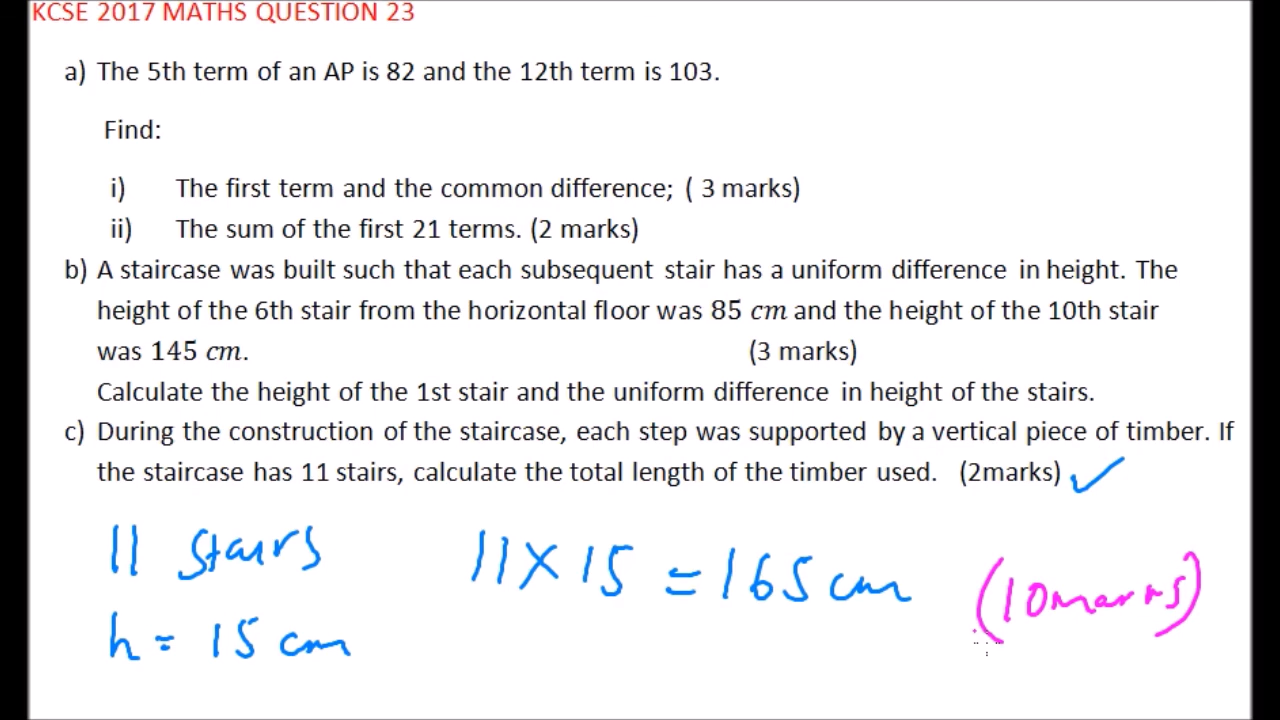 KCSE 2017 MATHS QUESTION 23
a) The 5th term of an AP is 82 and the 12th term is 103.
Find:
i) The first term and the common difference; ( 3 marks)
ii) The sum of the first 21 terms. (2 marks)
b) A staircase was built such that each subsequent stair has a uniform difference in height. The
height of the 6th stair from the horizontal floor was 85 cm and the height of the 10th stair
was 145 cm. (3 marks)
Calculate the height of the 1st stair and the uniform difference in height of the stairs.
c) During the construction of the staircase, each step was supported by a vertical piece of timber. If
the staircase has 11 stairs, calculate the total length of the timber used. (2marks) ✓
11 stairs 11 × 15 = 165 cm (10 marks)
h = 15 cm